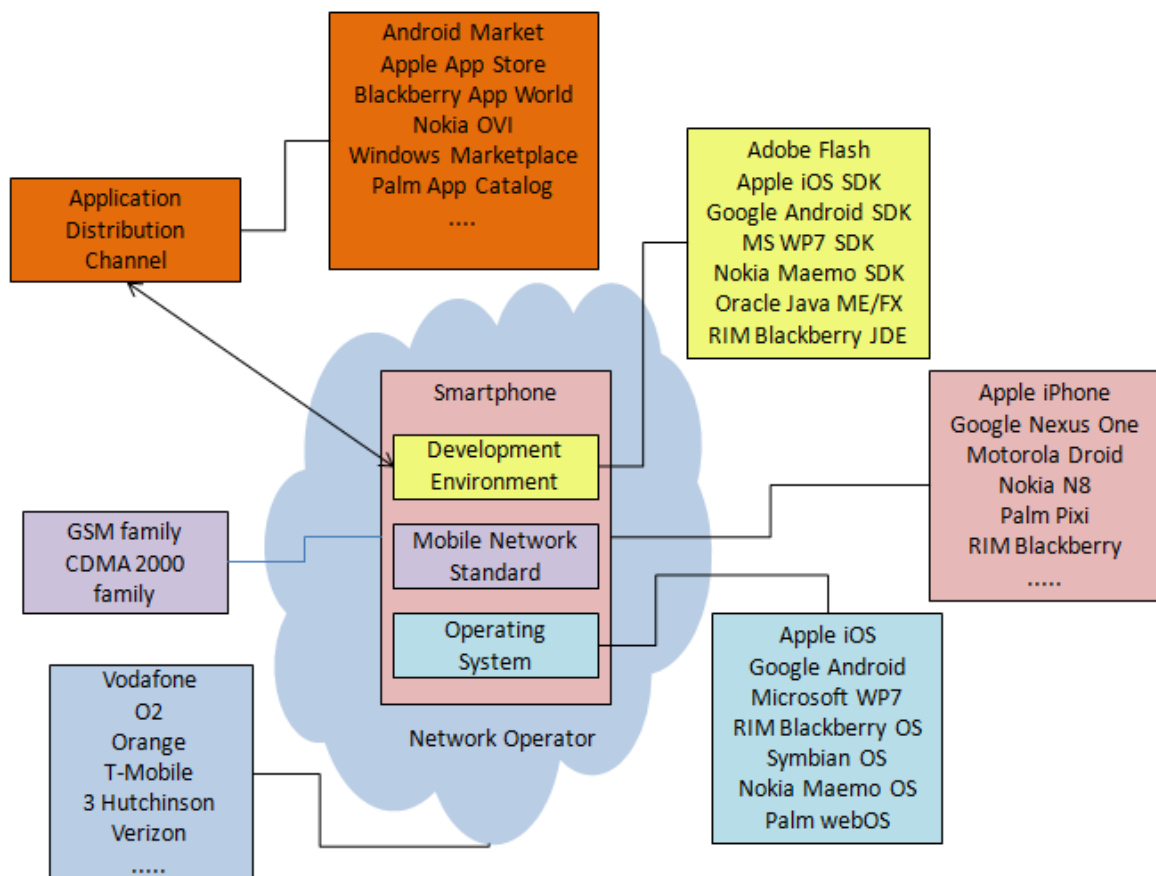 Android Market
Apple App Store
Blackberry App World
Nokia OVI
Windows Marketplace
Palm App Catalog
....
Application
Distribution
Channel
Adobe Flash
Apple iOS SDK
Google Android SDK
MS WP7 SDK
Nokia Maemo SDK
Oracle Java ME/FX
RIM Blackberry JDE
Smartphone
Development
Environment
Mobile Network
Standard
Operating
System
Network Operator
Apple iPhone
Google Nexus One
Motorola Droid
Nokia N8
Palm Pixi
RIM Blackberry
.....
GSM family
CDMA 2000
family
Apple iOS
Google Android
Microsoft WP7
RIM Blackberry OS
Symbian OS
Nokia Maemo OS
Palm webOS
Vodafone
O2
Orange
T-Mobile
3 Hutchinson
Verizon
.....